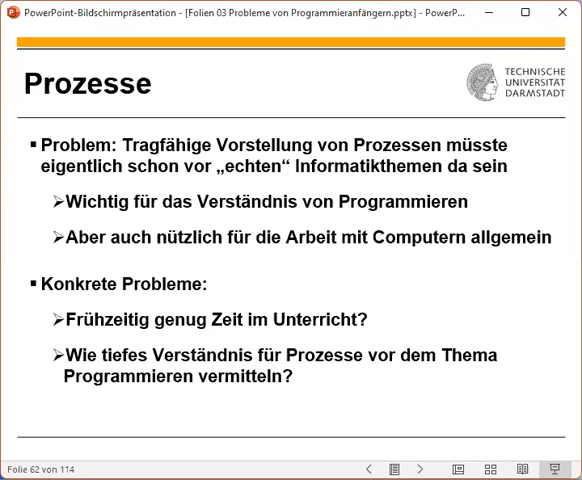 PowerPoint-Bildschirmpräsentation - [Folien 03 Probleme von Programmieranfängern.pptx] - PowerP...
Prozesse
TECHNISCHE
UNIVERSITÄT
DARMSTADT
▪ Problem: Tragfähige Vorstellung von Prozessen müsste
eigentlich schon vor „echten“ Informatikthemen da sein
➢Wichtig für das Verständnis von Programmieren
➢Aber auch nützlich für die Arbeit mit Computern allgemein
▪ Konkrete Probleme:
➢Frühzeitig genug Zeit im Unterricht?
➢Wie tiefes Verständnis für Prozesse vor dem Thema
Programmieren vermitteln?
Folie 62 von 114